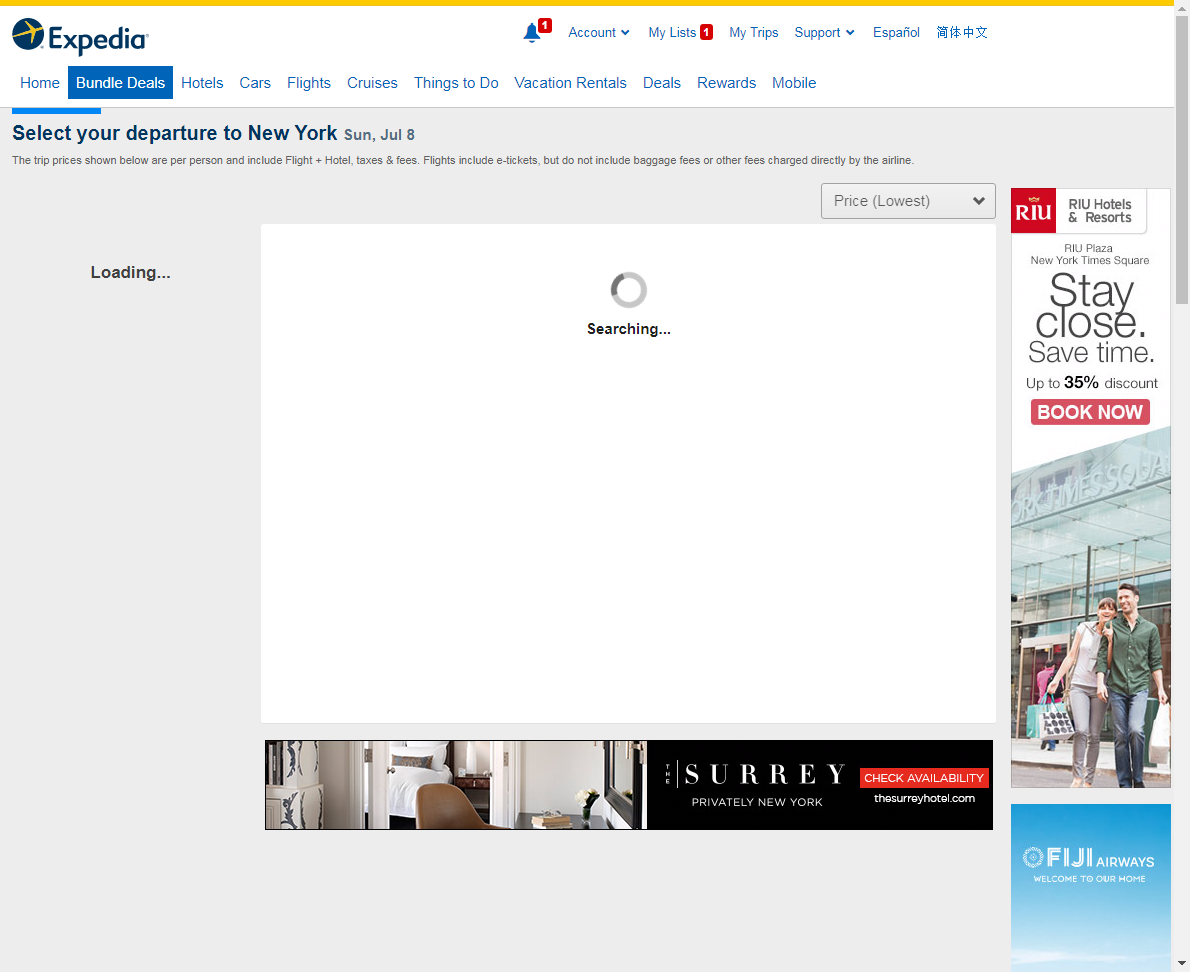 Expedia
1
Account
My Lists 1
My Trips
Support
Español
简体中文
Home
Bundle Deals
Hotels
Cars
Flights
Cruises
Things to Do
Vacation Rentals
Deals
Rewards
Mobile
Select your departure to New York Sun, Jul 8
The trip prices shown below are per person and include Flight + Hotel, taxes & fees. Flights include e-tickets, but do not include baggage fees or other fees charged directly by the airline.
Price (Lowest)
Loading...
Searching...
RIU
RIU Hotels
& Resorts
RIU Plaza
New York Times Square
Stay
close.
Save time.
Up to 35% discount
BOOK NOW
LOOK
LOOK
LOOK
THE SURREY
PRIVATELY NEW YORK
CHECK AVAILABILITY
thesurreyhotel.com
FIJI AIRWAYS
WELCOME TO OUR HOME